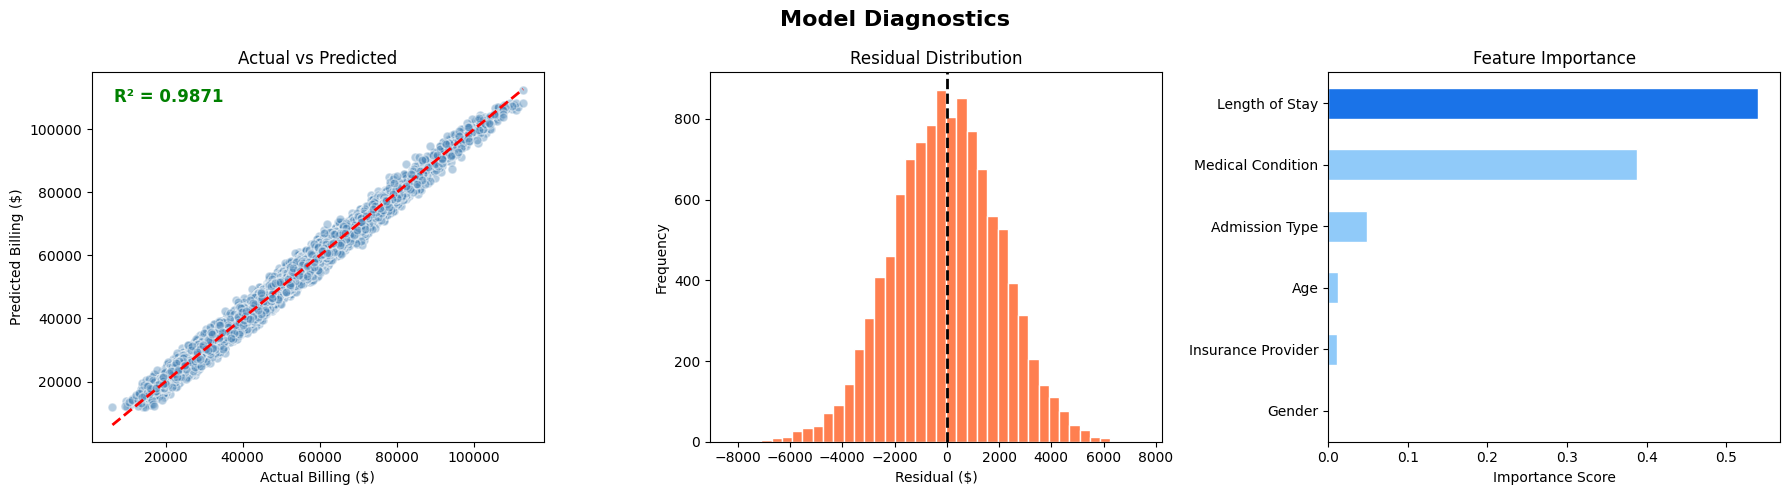 Model Diagnostics
Actual vs Predicted
R² = 0.9871
100000
80000
60000
40000
20000
Predicted Billing ($)
20000 40000 60000 80000 100000
Actual Billing ($)
Residual Distribution
800
600
400
200
0
Frequency
−8000 −6000 −4000 −2000 0 2000 4000 6000 8000
Residual ($)
Feature Importance
Length of Stay
Medical Condition
Admission Type
Age
Insurance Provider
Gender
0.0 0.1 0.2 0.3 0.4 0.5
Importance Score